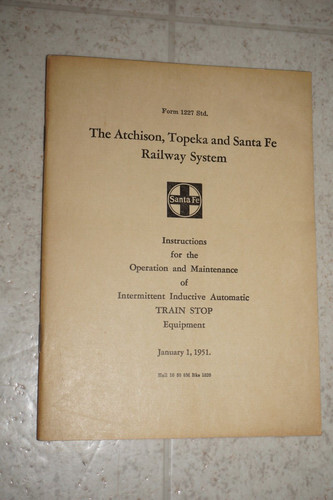 Form 1227 Std.
The Atchison, Topeka and Santa Fe
Railway System
Santa Fe
Instructions
for the
Operation and Maintenance
of
Intermittent Inductive Automatic
TRAIN STOP
Equipment
January 1, 1951.
Hall